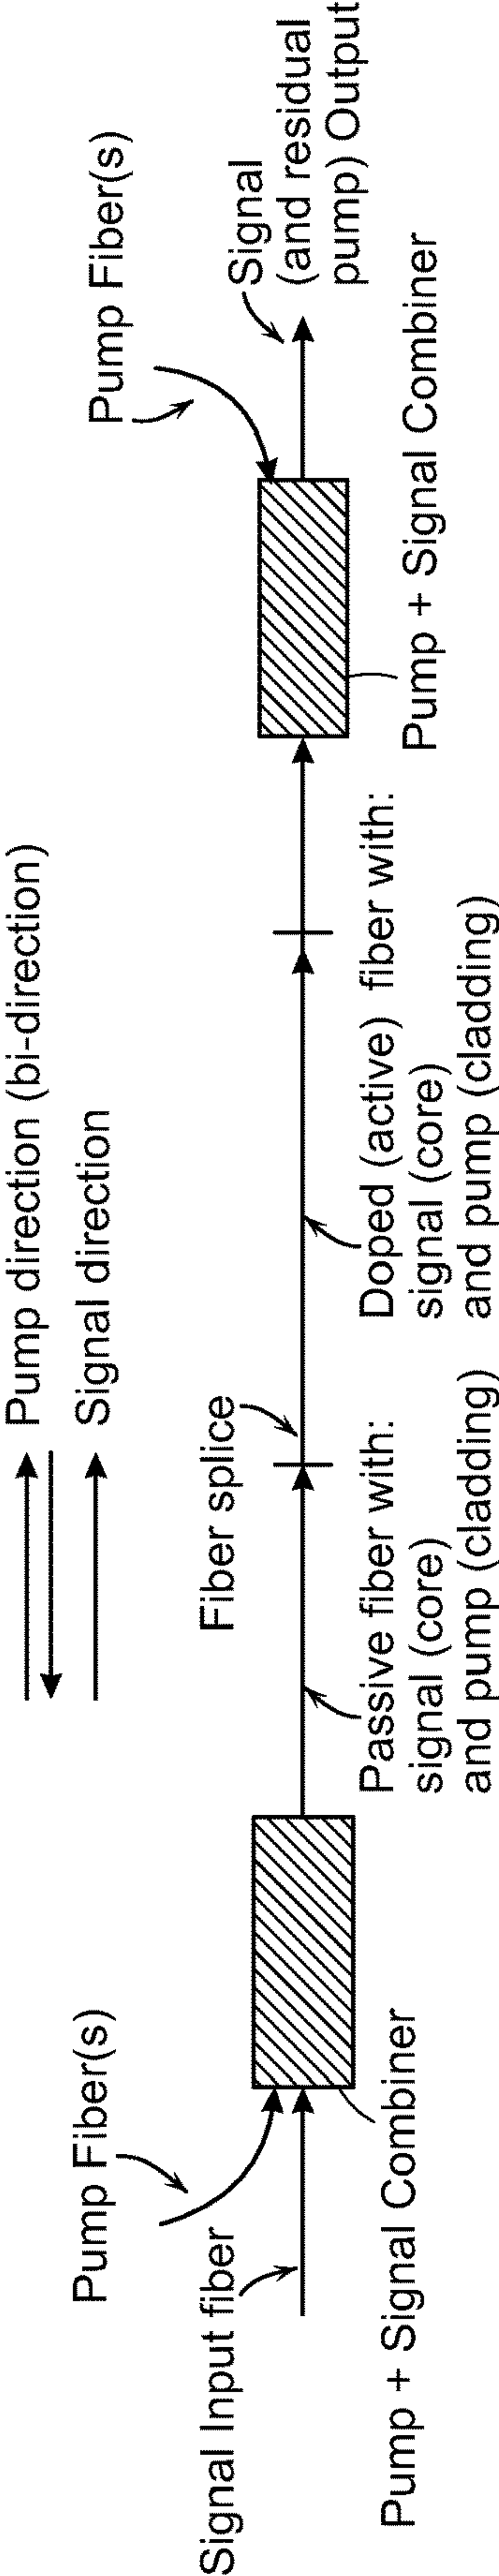 Pump direction (bi-direction)
Signal direction
Pump Fiber(s)
Signal Input fiber
Pump + Signal Combiner
Fiber splice
Passive fiber with:
signal (core)
and pump (cladding)
Doped (active) fiber with:
signal (core)
and pump (cladding)
Pump Fiber(s)
Signal
(and residual
pump) Output
Pump + Signal Combiner